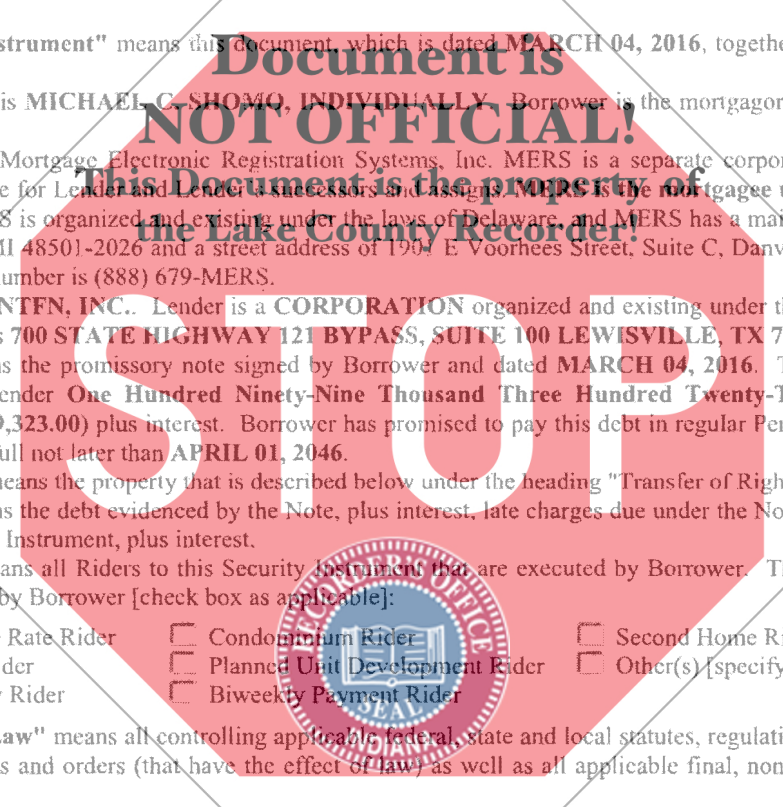 strument" means this document, which is dated MARCH 04, 2016, togethe
Document is
is MICHAEL C. SHOMO, INDIVIDUALLY. Borrower is the mortgagor
NOT OFFICIAL!
Mortgage Electronic Registration Systems, Inc. MERS is a separate corpor
This Document is the property of
e for Lender and Lender's successors and assigns. MERS is the mortgagee u
S is organized and existing under the laws of Delaware, and MERS has a mai
the Lake County Recorder!
MI 48501-2026 and a street address of 1901 E Voorhees Street, Suite C, Danv
umber is (888) 679-MERS.
NTFN, INC.. Lender is a CORPORATION organized and existing under t
s 700 STATE HIGHWAY 121 BYPASS, SUITE 100 LEWISVILLE, TX 7
ns the promissory note signed by Borrower and dated MARCH 04, 2016. T
ender One Hundred Ninety-Nine Thousand Three Hundred Twenty-T
9,323.00) plus interest. Borrower has promised to pay this debt in regular Per
ull not later than APRIL 01, 2046.
STOP
neans the property that is described below under the heading "Transfer of Righ
ns the debt evidenced by the Note, plus interest, late charges due under the No
Instrument, plus interest.
ans all Riders to this Security Instrument that are executed by Borrower. T
by Borrower [check box as applicable]:
Rate Rider Condominium Rider Second Home Ri
der Planned Unit Development Rider Other(s) [specify
Rider Biweekly Payment Rider
RECORDER'S OFFICE
SEAL
INDIANA
aw" means all controlling applicable federal, state and local statutes, regulati
s and orders (that have the effect of law) as well as all applicable final, non